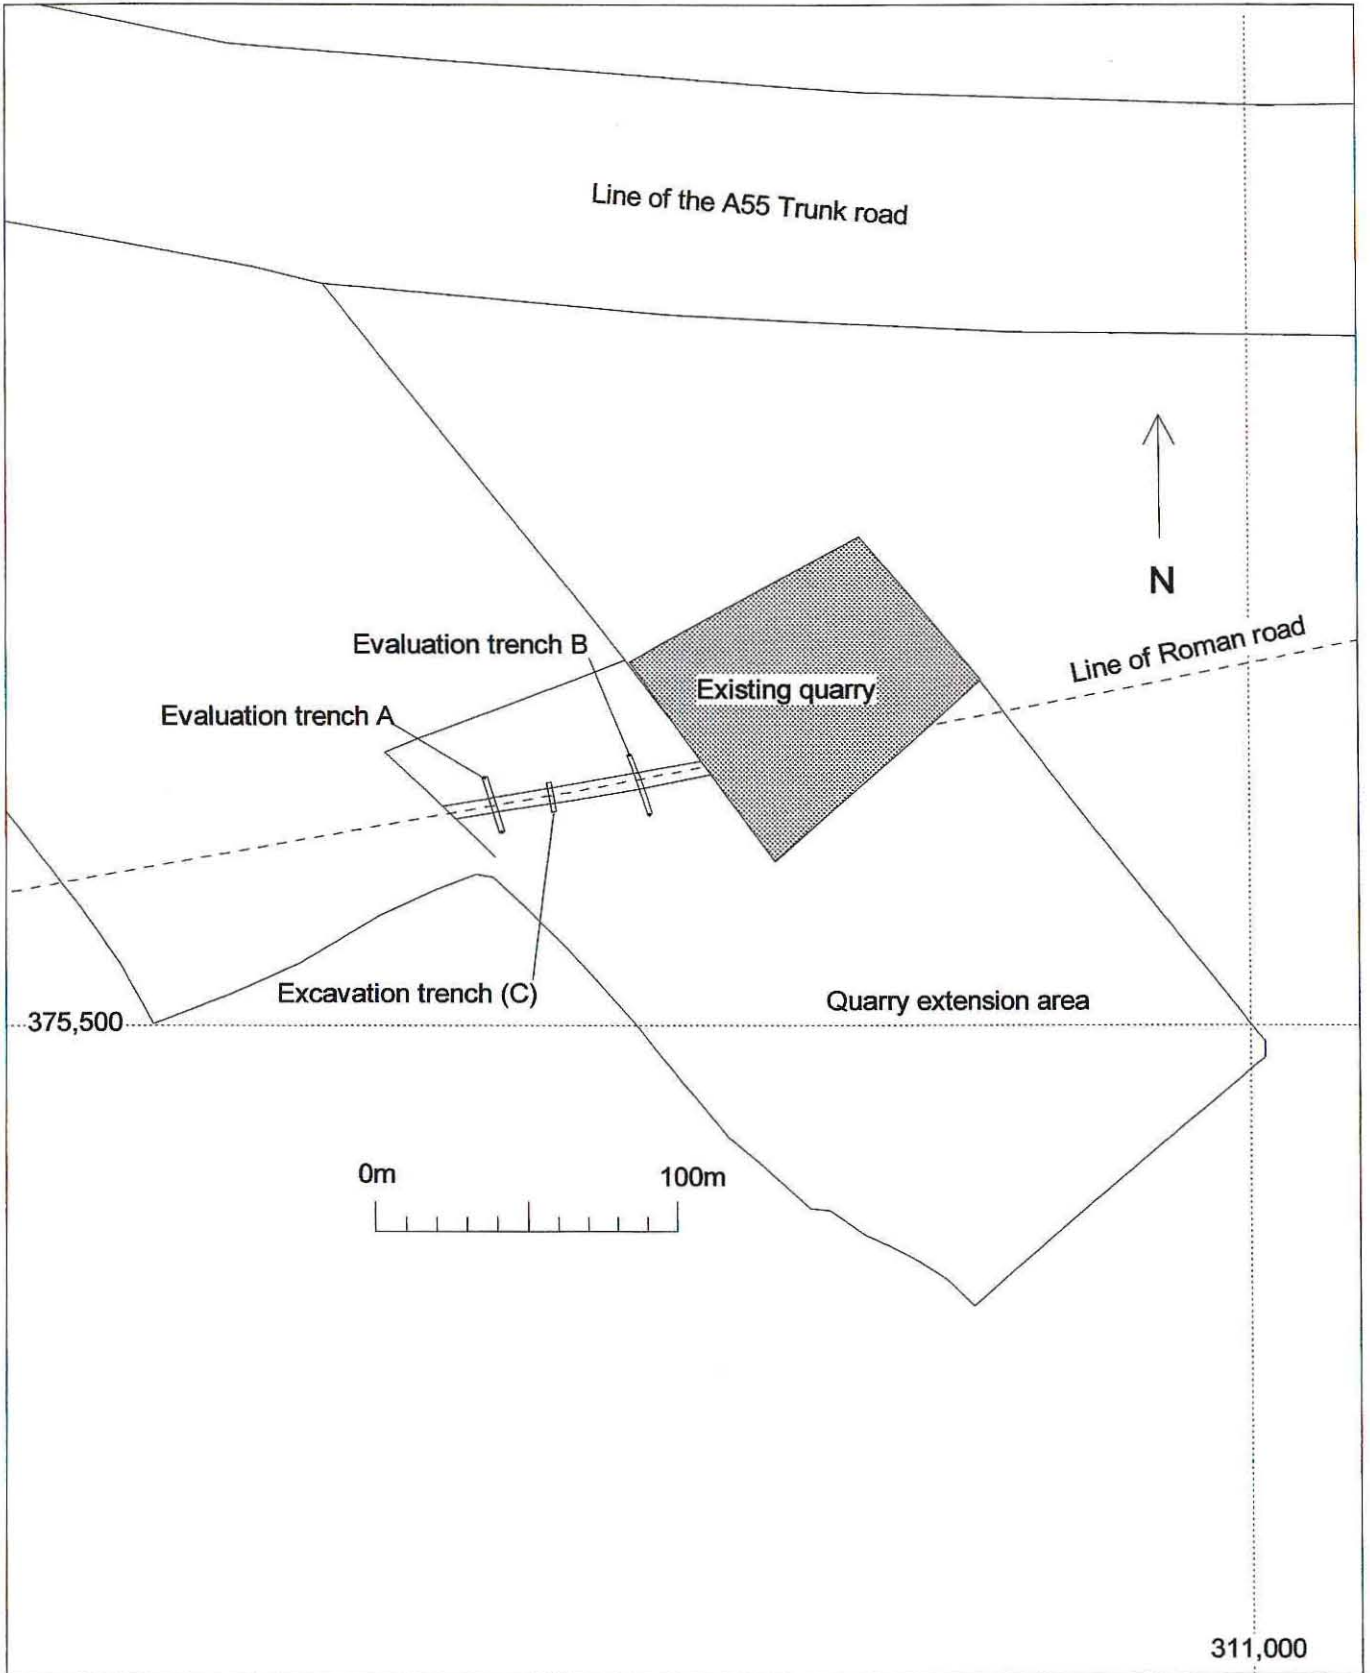 Line of the A55 Trunk road
N
Line of Roman road
Evaluation trench B
Existing quarry
Evaluation trench A
Excavation trench (C)
Quarry extension area
375,500
0m
100m
311,000